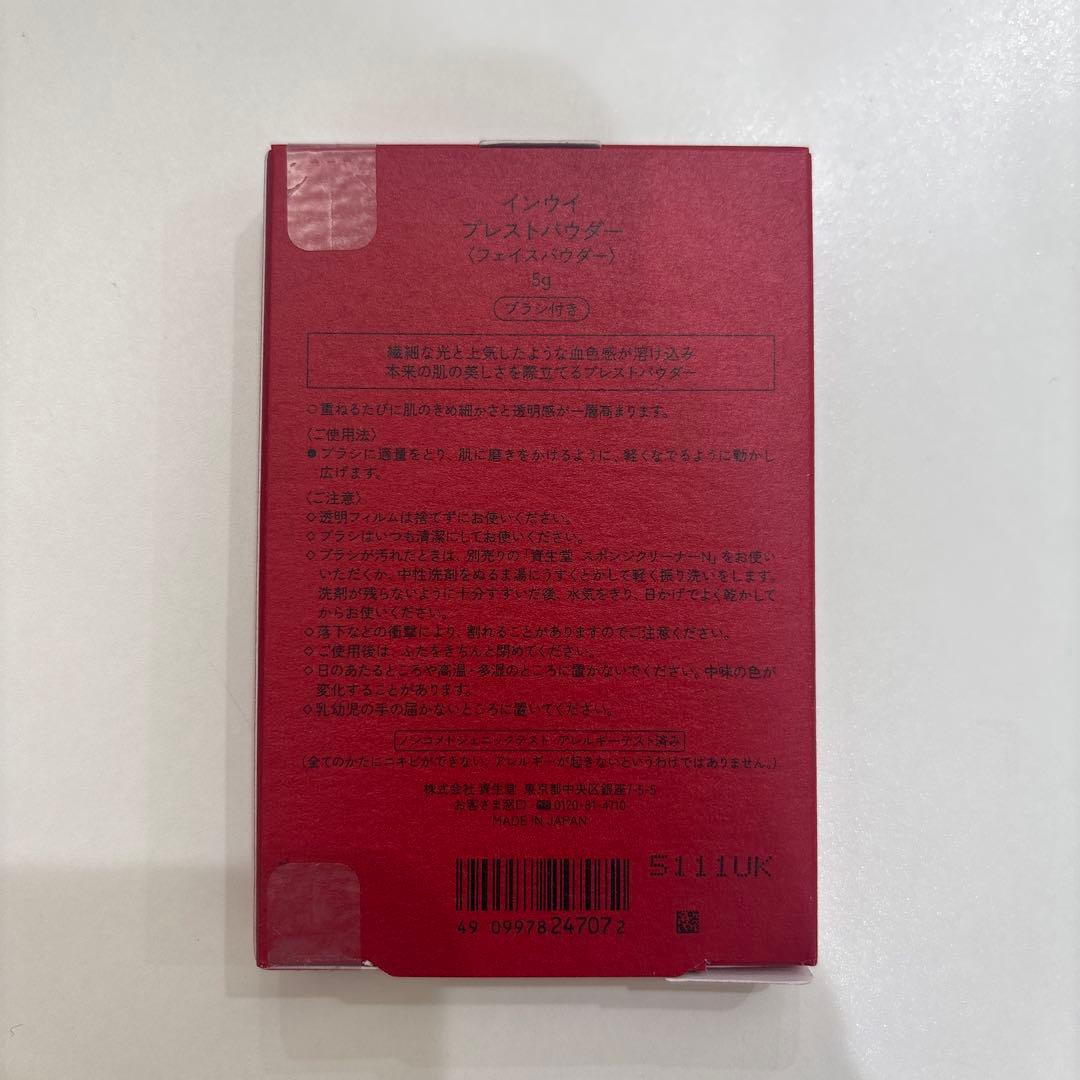 インウイ
プレストパウダー
〈フェイスパウダー〉
5g
ブラシ付き
繊細な光と上気したような血色感が溶け込み
本来の肌の美しさを際立てるプレストパウダー
◇重ねるたびに肌のきめ細かさと透明感が一層高まります。
〈ご使用法〉
●ブラシに適量をとり、肌に磨きをかけるように、軽くなでるように動かし
広げます。
〈ご注意〉
◇透明フィルムは捨てずにお使いください。
◇ブラシはいつも清潔にしてお使いください。
◇ブラシが汚れたときは、別売りの「資生堂 スポンジクリーナーN」をお使い
いただくか、中性洗剤をぬるま湯にうすくとかして軽く振り洗いをします。
洗剤が残らないように十分すすいだ後、水気をきり、日かげでよく乾かして
からお使いください。
◇落下などの衝撃により、割れることがありますのでご注意ください。
◇ご使用後は、ふたをきちんと閉めてください。
◇日のあたるところや高温・多湿のところに置かないでください。中味の色が
変化することがあります。
◇乳幼児の手の届かないところに置いてください。
ノンコメドジェニックテスト・アレルギーテスト済み
(全てのかたにニキビができない、アレルギーが起きないというわけではありません。)
株式会社 資生堂 東京都中央区銀座7-5-5
お客さま窓口 0120-81-4710
MADE IN JAPAN
5111UK
49 09978 24707 2